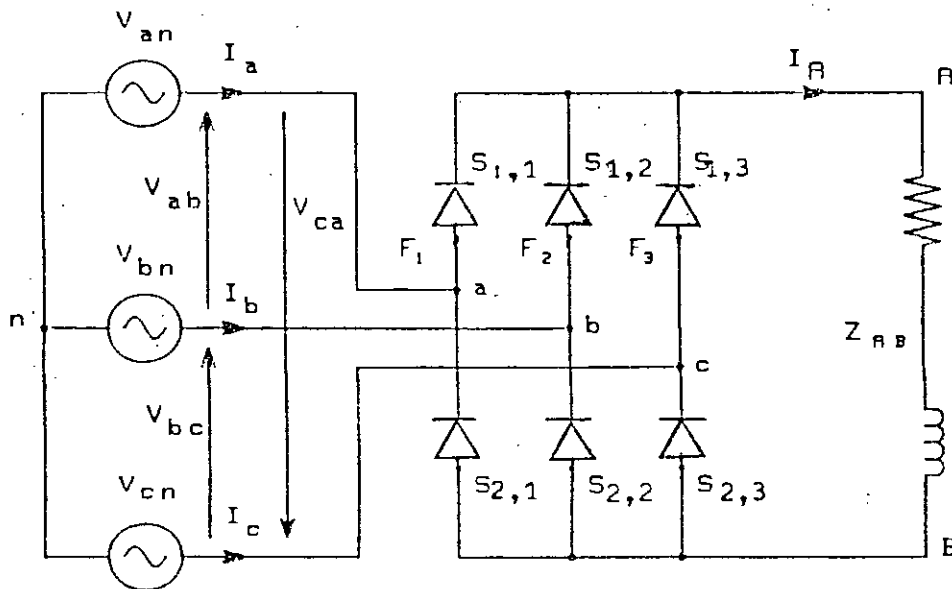 V an
I a
I A
A
S 1,1
S 1,2
S 1,3
V ab
V ca
F 1
F 2
F 3
V bn
I b
a
n
b
Z AB
c
V bc
V cn
I c
S 2,1
S 2,2
S 2,3
B